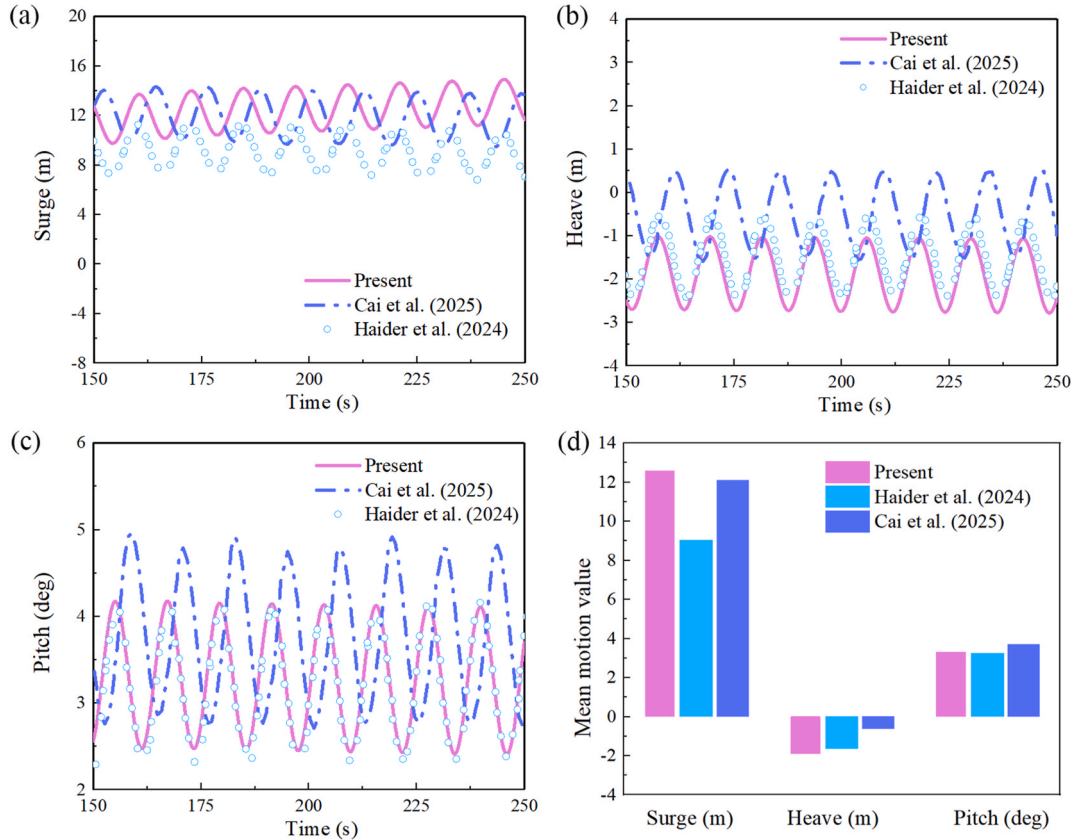 (a)
20
16
12
8
4
0
-4
-8
Surge (m)
Present
Cai et al. (2025)
Haider et al. (2024)
150
175
200
225
250
Time (s)
(b)
4
3
2
1
0
-1
-2
-3
-4
Heave (m)
Present
Cai et al. (2025)
Haider et al. (2024)
150
175
200
225
250
Time (s)
(c)
6
5
4
3
2
Pitch (deg)
Present
Cai et al. (2025)
Haider et al. (2024)
150
175
200
225
250
Time (s)
(d)
14
12
10
8
6
4
2
0
-2
-4
Mean motion value
Present
Haider et al. (2024)
Cai et al. (2025)
Surge (m)
Heave (m)
Pitch (deg)